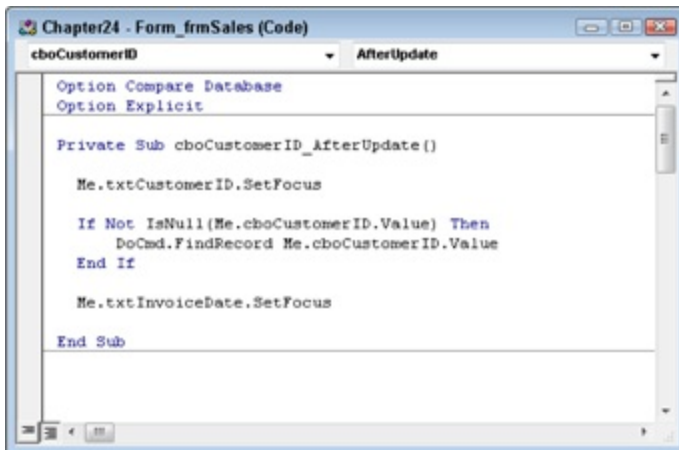 Chapter24 - Form_frmSales (Code)
cboCustomerID AfterUpdate
Option Compare Database
Option Explicit
Private Sub cboCustomerID_AfterUpdate()
Me.txtCustomerID.SetFocus
If Not IsNull(Me.cboCustomerID.Value) Then
DoCmd.FindRecord Me.cboCustomerID.Value
End If
Me.txtInvoiceDate.SetFocus
End Sub